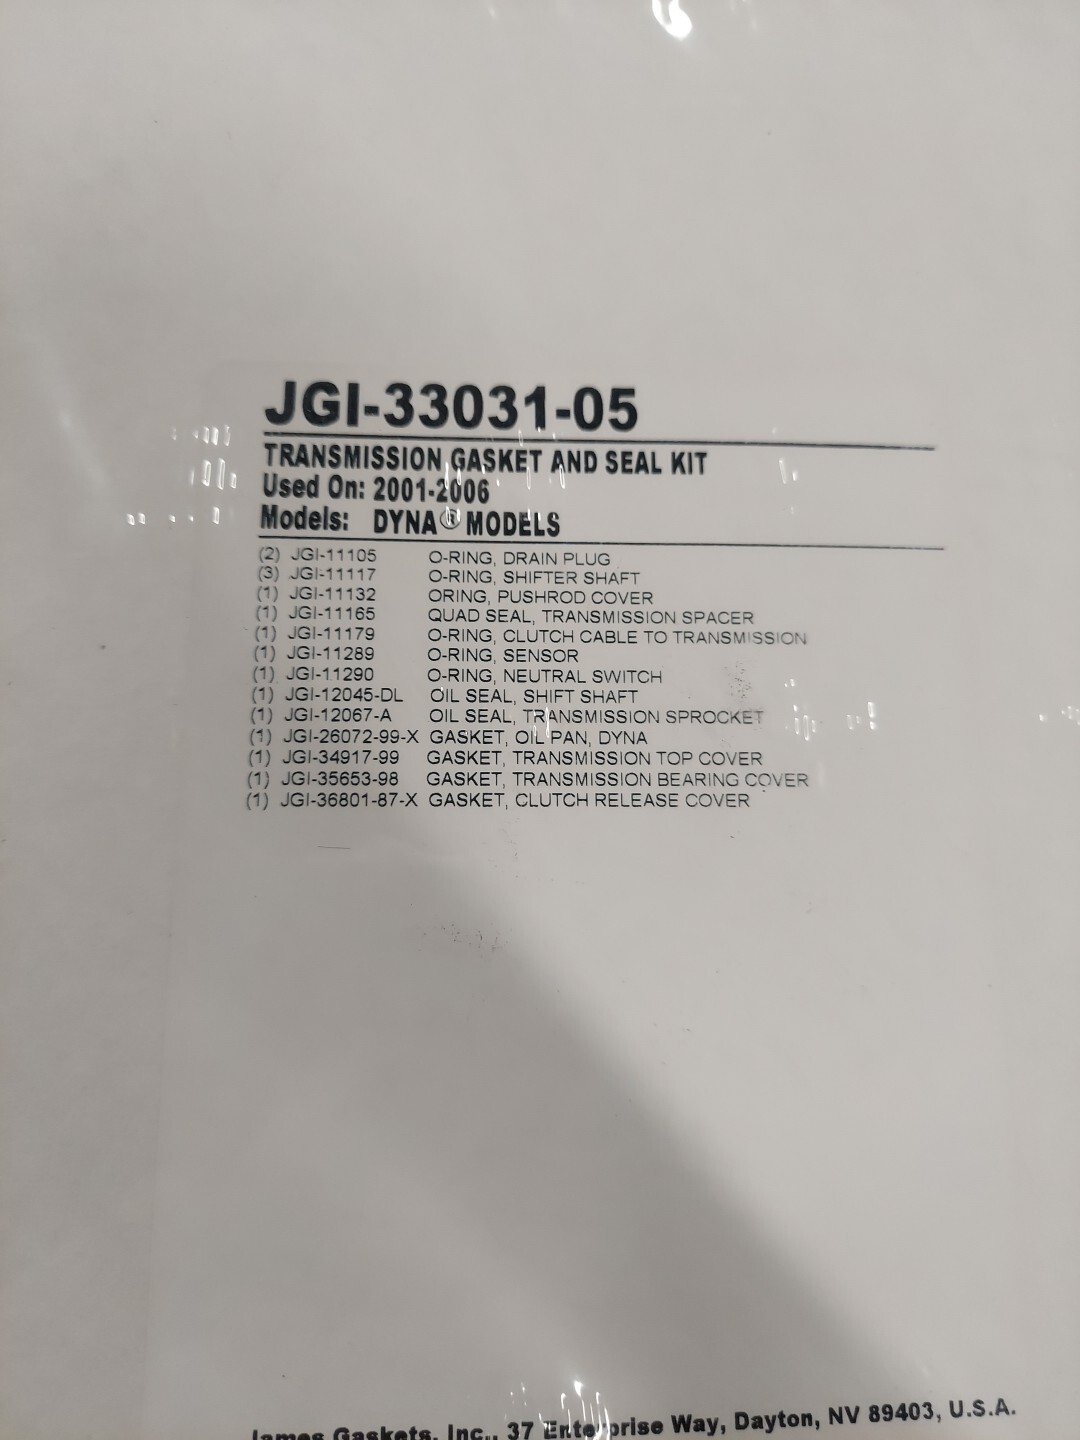 JGI-33031-05
TRANSMISSION GASKET AND SEAL KIT
Used On: 2001-2006
Models: DYNA® MODELS
(2) JGI-11105 O-RING, DRAIN PLUG
(3) JGI-11117 O-RING, SHIFTER SHAFT
(1) JGI-11132 ORING, PUSHROD COVER
(1) JGI-11165 QUAD SEAL, TRANSMISSION SPACER
(1) JGI-11179 O-RING, CLUTCH CABLE TO TRANSMISSION
(1) JGI-11289 O-RING, SENSOR
(1) JGI-11290 O-RING, NEUTRAL SWITCH
(1) JGI-12045-DL OIL SEAL, SHIFT SHAFT
(1) JGI-12067-A OIL SEAL, TRANSMISSION SPROCKET
(1) JGI-26072-99-X GASKET, OIL PAN, DYNA
(1) JGI-34917-99 GASKET, TRANSMISSION TOP COVER
(1) JGI-35653-98 GASKET, TRANSMISSION BEARING COVER
(1) JGI-36801-87-X GASKET, CLUTCH RELEASE COVER
James Gaskets, Inc., 37 Enterprise Way, Dayton, NV 89403, U.S.A.